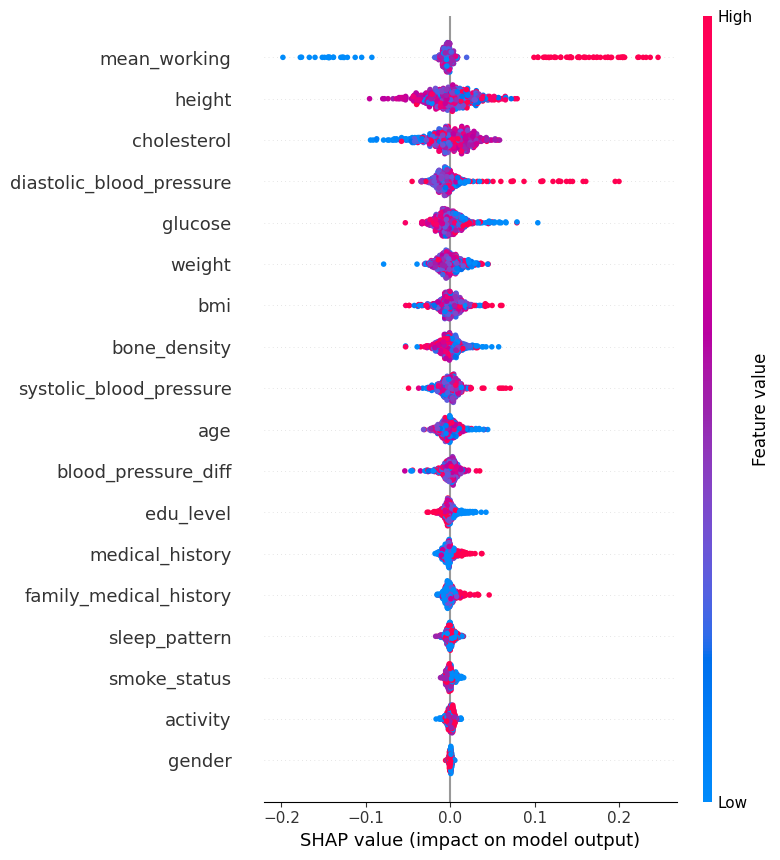 High
mean_working
height
cholesterol
diastolic_blood_pressure
glucose
weight
bmi
bone_density
systolic_blood_pressure
age
blood_pressure_diff
edu_level
medical_history
family_medical_history
sleep_pattern
smoke_status
activity
gender
Feature value
Low
−0.2 −0.1 0.0 0.1 0.2
SHAP value (impact on model output)